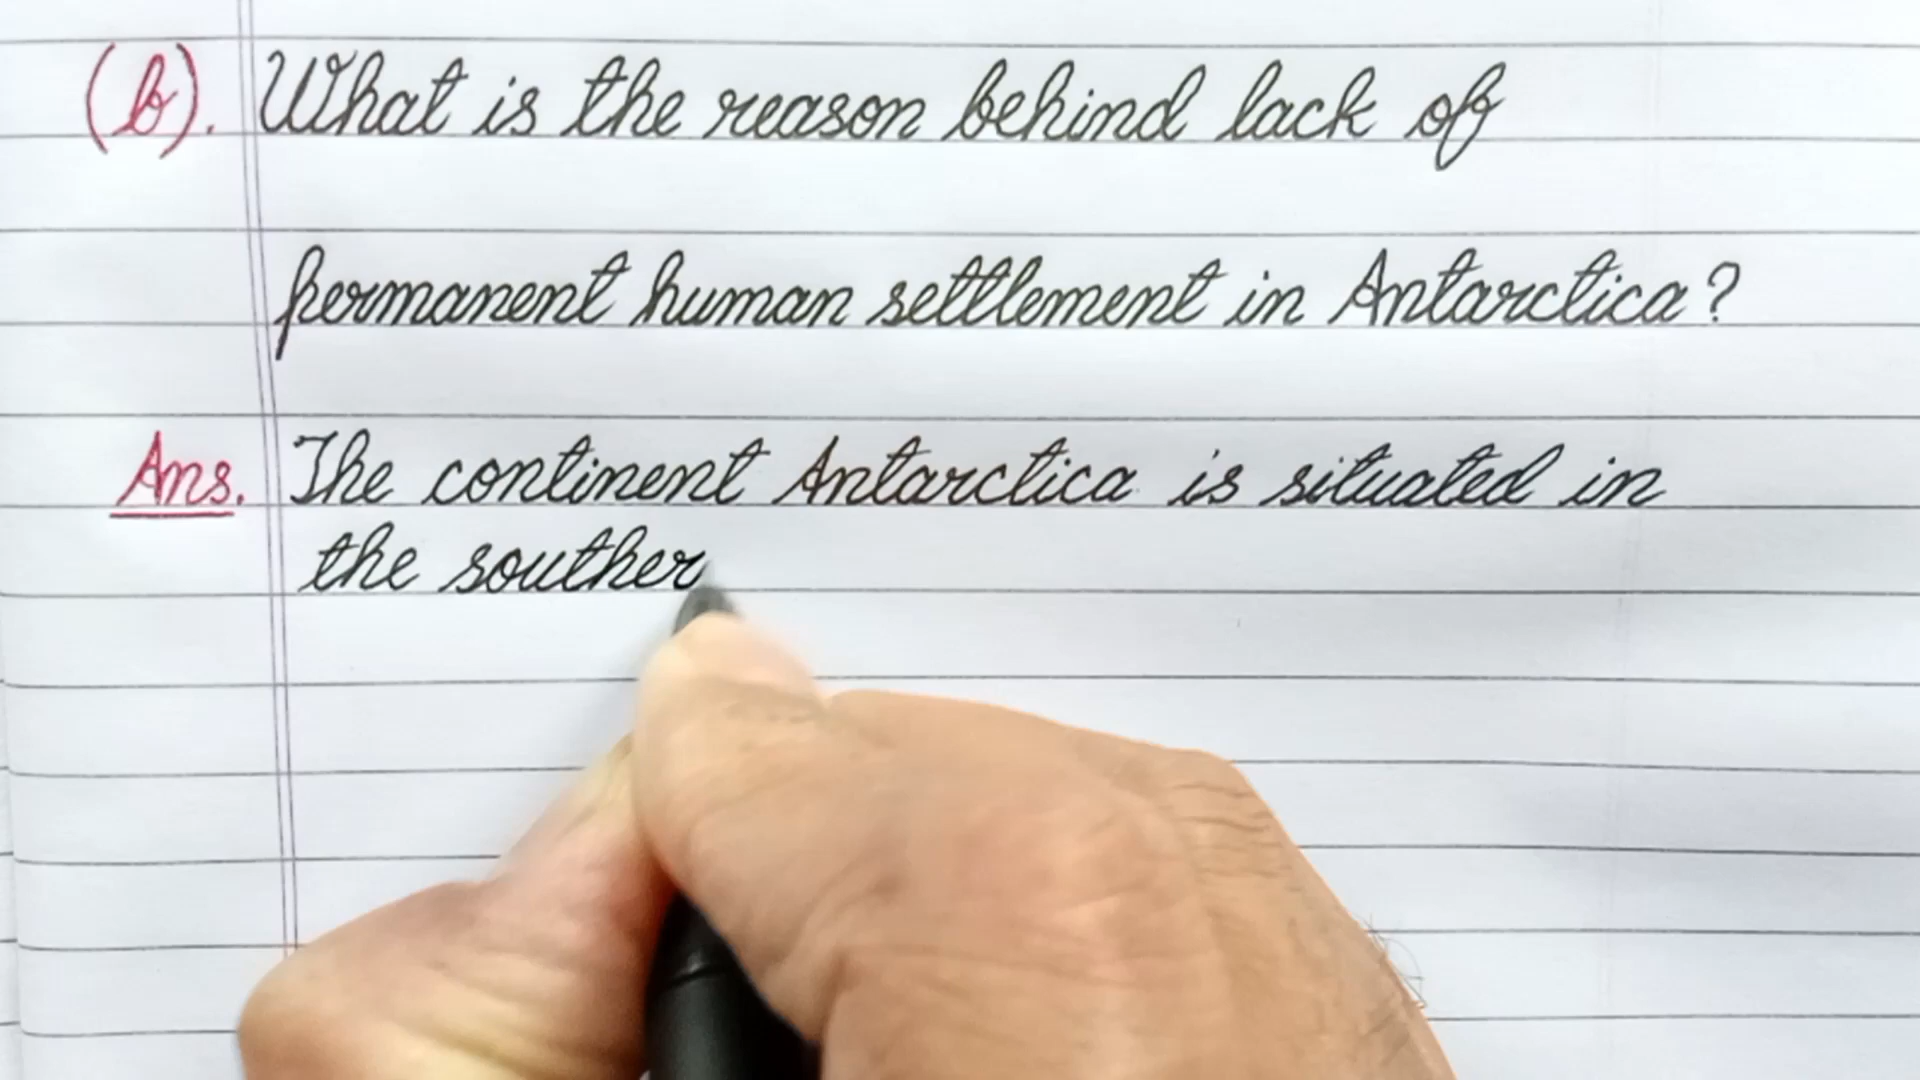 (b). What is the reason behind lack of
permanent human settlement in Antarctica?
Ans. The continent Antarctica is situated in
the souther